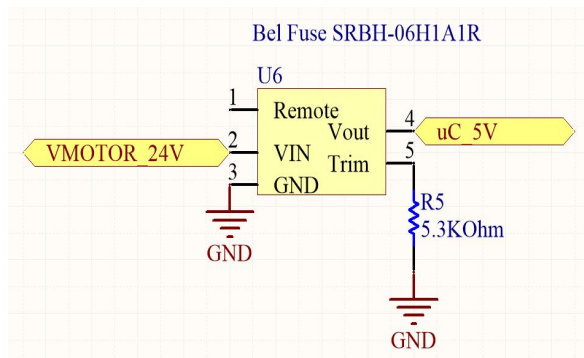 Bel Fuse SRBH-06H1A1R
U6
1
Remote
Vout
4
uC_5V
VMOTOR_24V
2
VIN
Trim
5
3
GND
R5
5.3KOhm
GND
GND